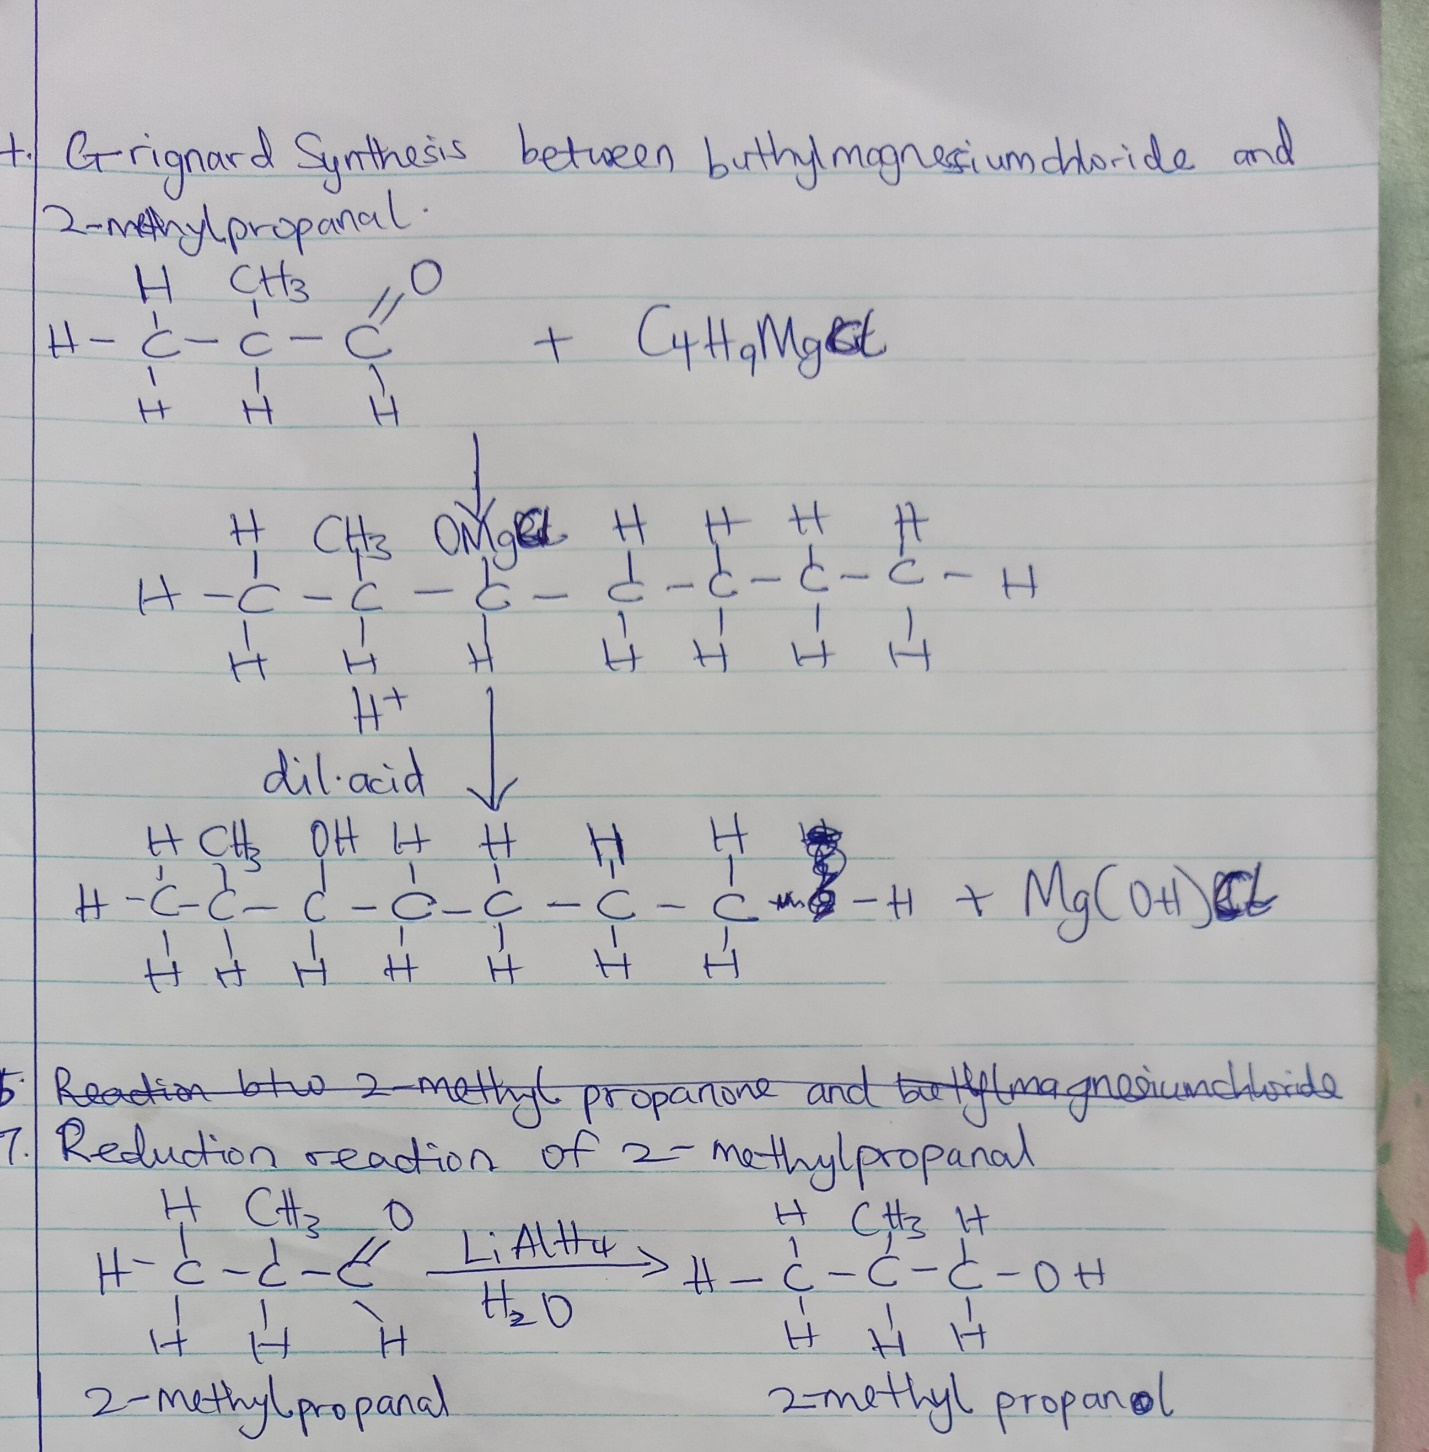 +. Grignard Synthesis between buthylmagnesiumchloride and
2-methylpropanal.
H CH3 O
H - C - C - C + C4H9MgCl
H H H
H CH3 OMgCl H H H H
H - C - C - C - C - C - C - C - H
H H H H H H H
H+
dil.acid
H CH3 OH H H H H
H - C - C - C - C - C - C - C - H + Mg(OH)Cl
H H H H H H H
5. Reaction btw 2-methyl propanone and butylmagnesiumchloride
7. Reduction reaction of 2-methylpropanal
H CH3 O H CH3 H
H - C - C - C LiAlH4 H - C - C - C - OH
H2O
H H H H H H
2-methylpropanal 2-methyl propanol